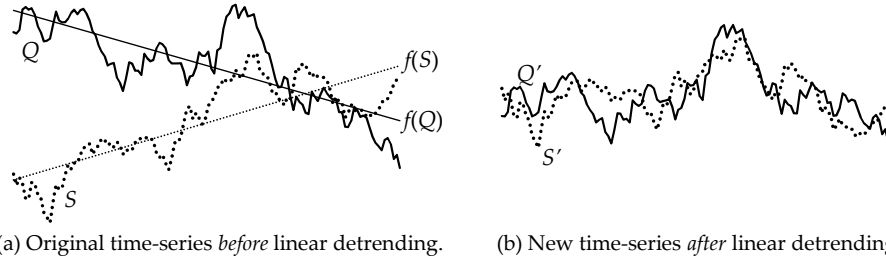 Q
f(S)
f(Q)
S
Q′
S′
(a) Original time-series before linear detrending.
(b) New time-series after linear detrending